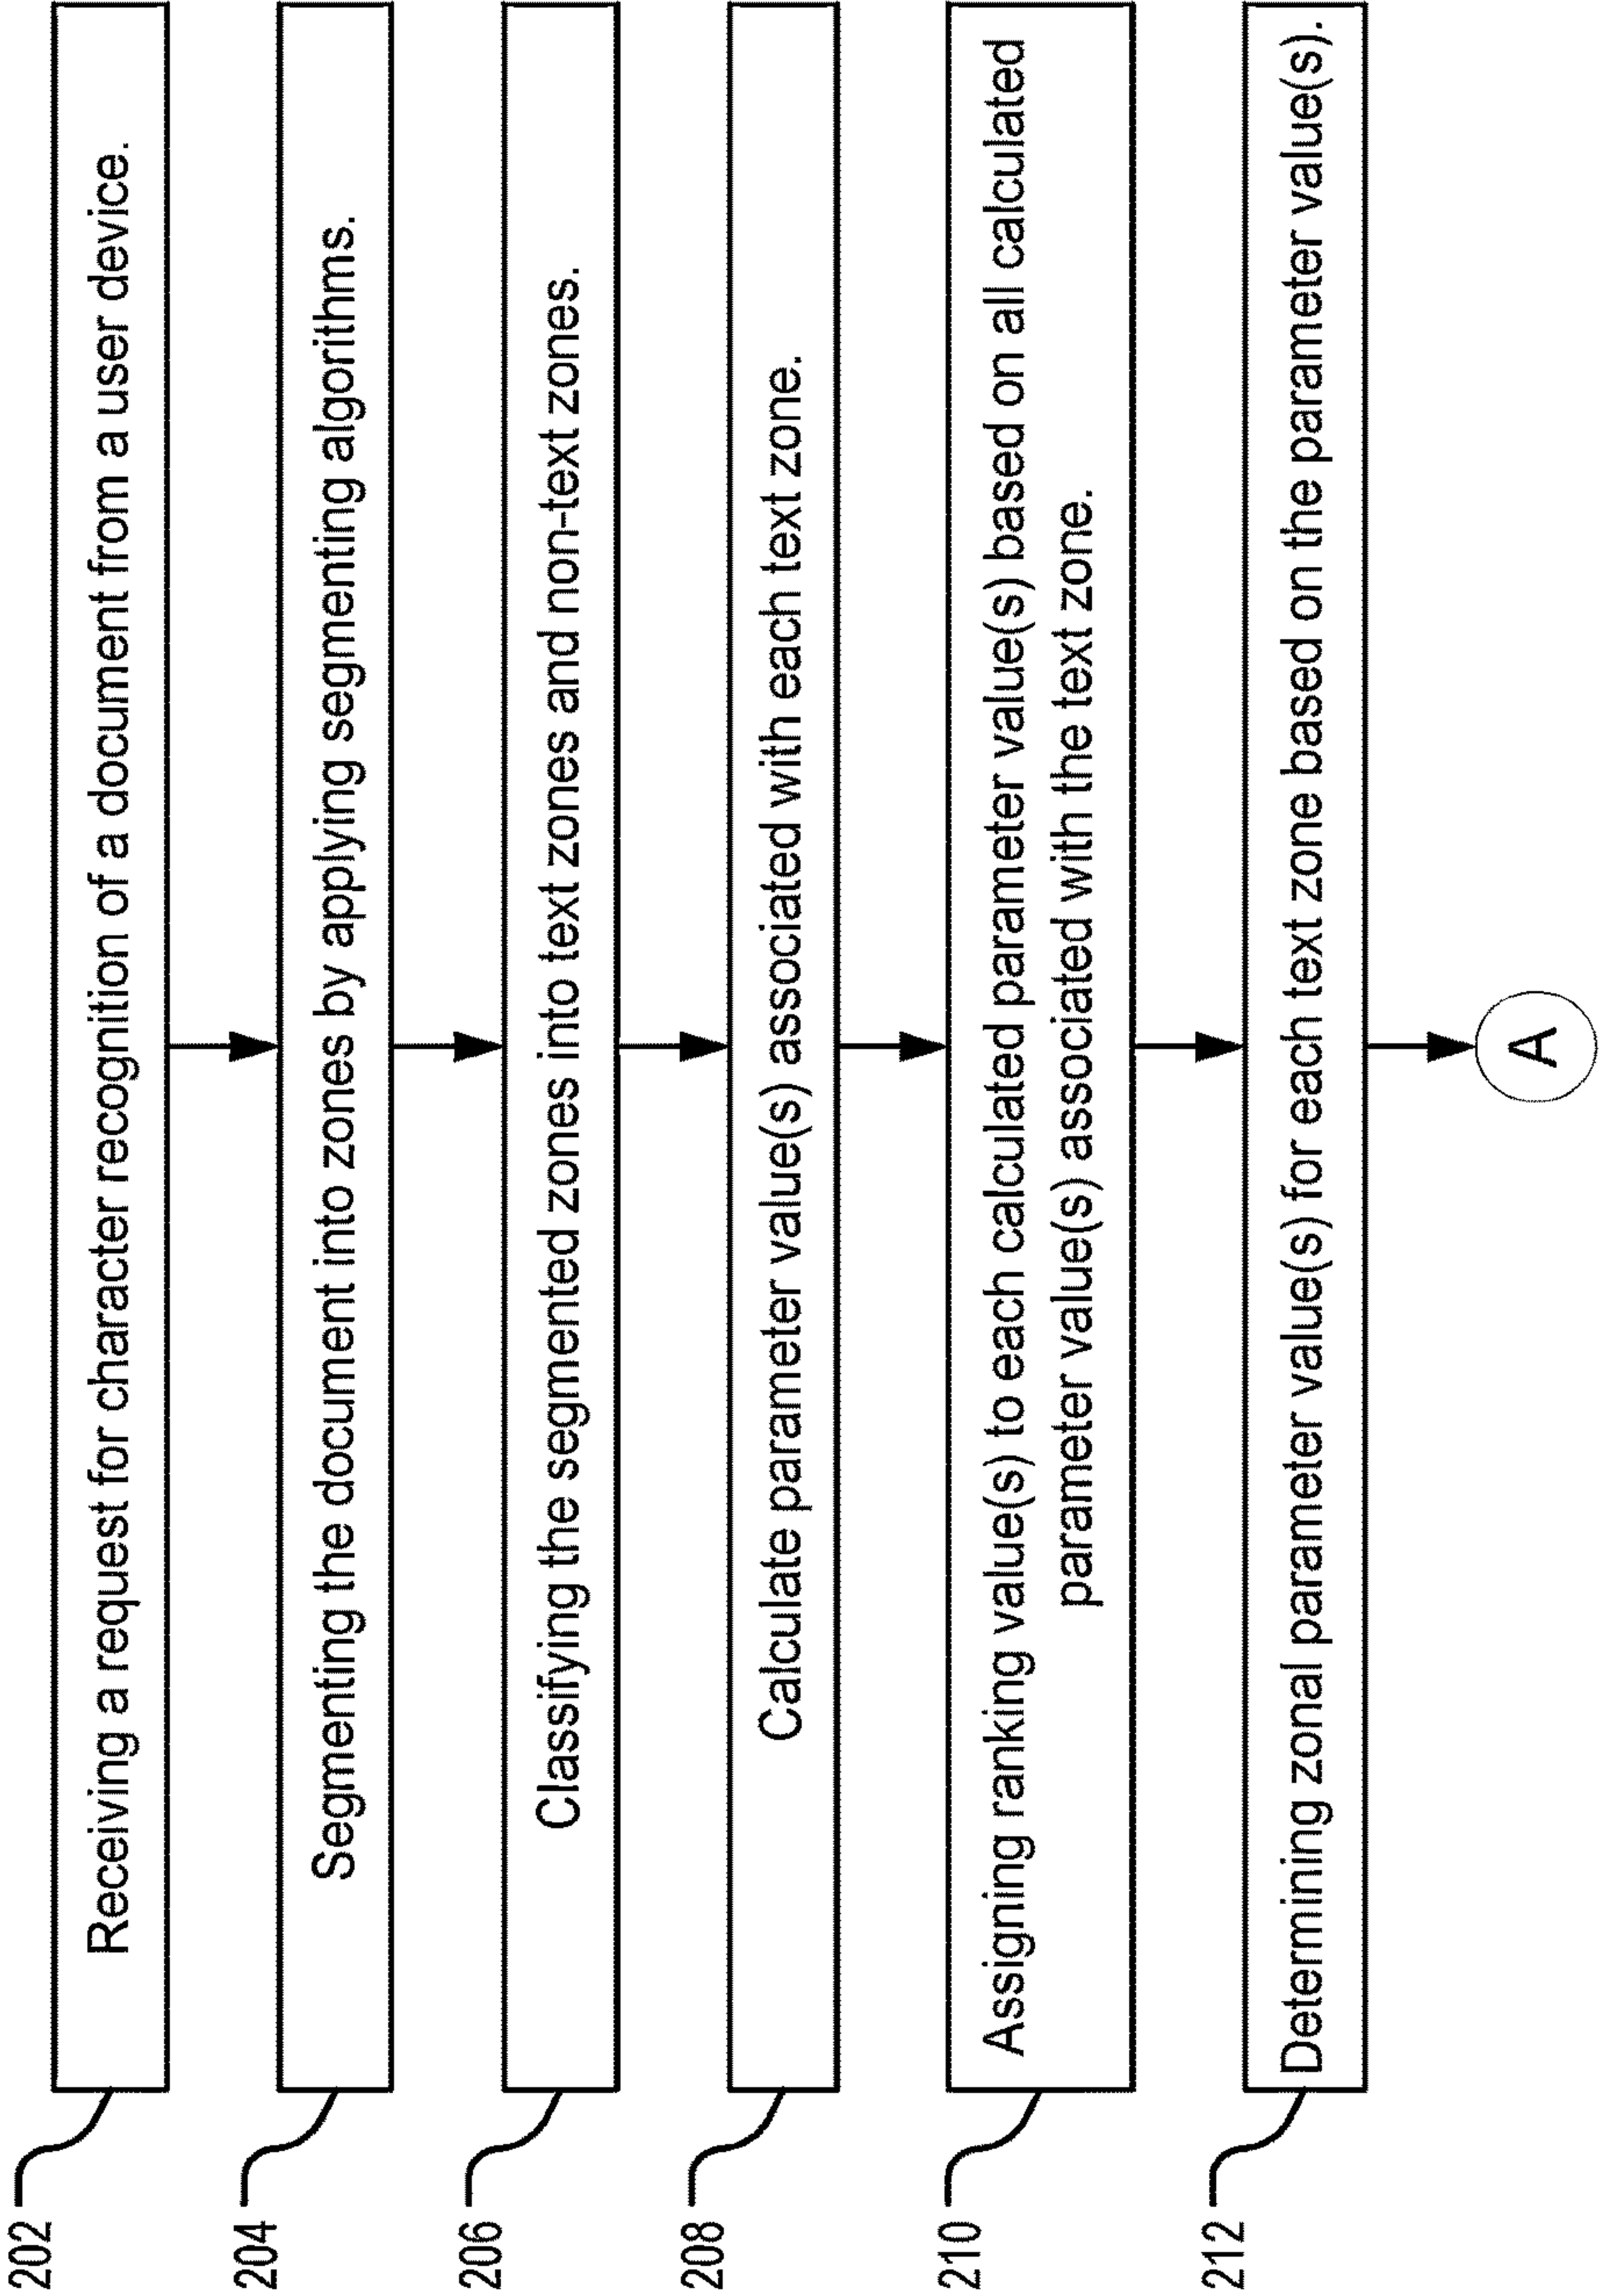 202
Receiving a request for character recognition of a document from a user device.
204
Segmenting the document into zones by applying segmenting algorithms.
206
Classifying the segmented zones into text zones and non-text zones.
208
Calculate parameter value(s) associated with each text zone.
210
Assigning ranking value(s) to each calculated parameter value(s) based on all calculated
parameter value(s) associated with the text zone.
212
Determining zonal parameter value(s) for each text zone based on the parameter value(s).
A